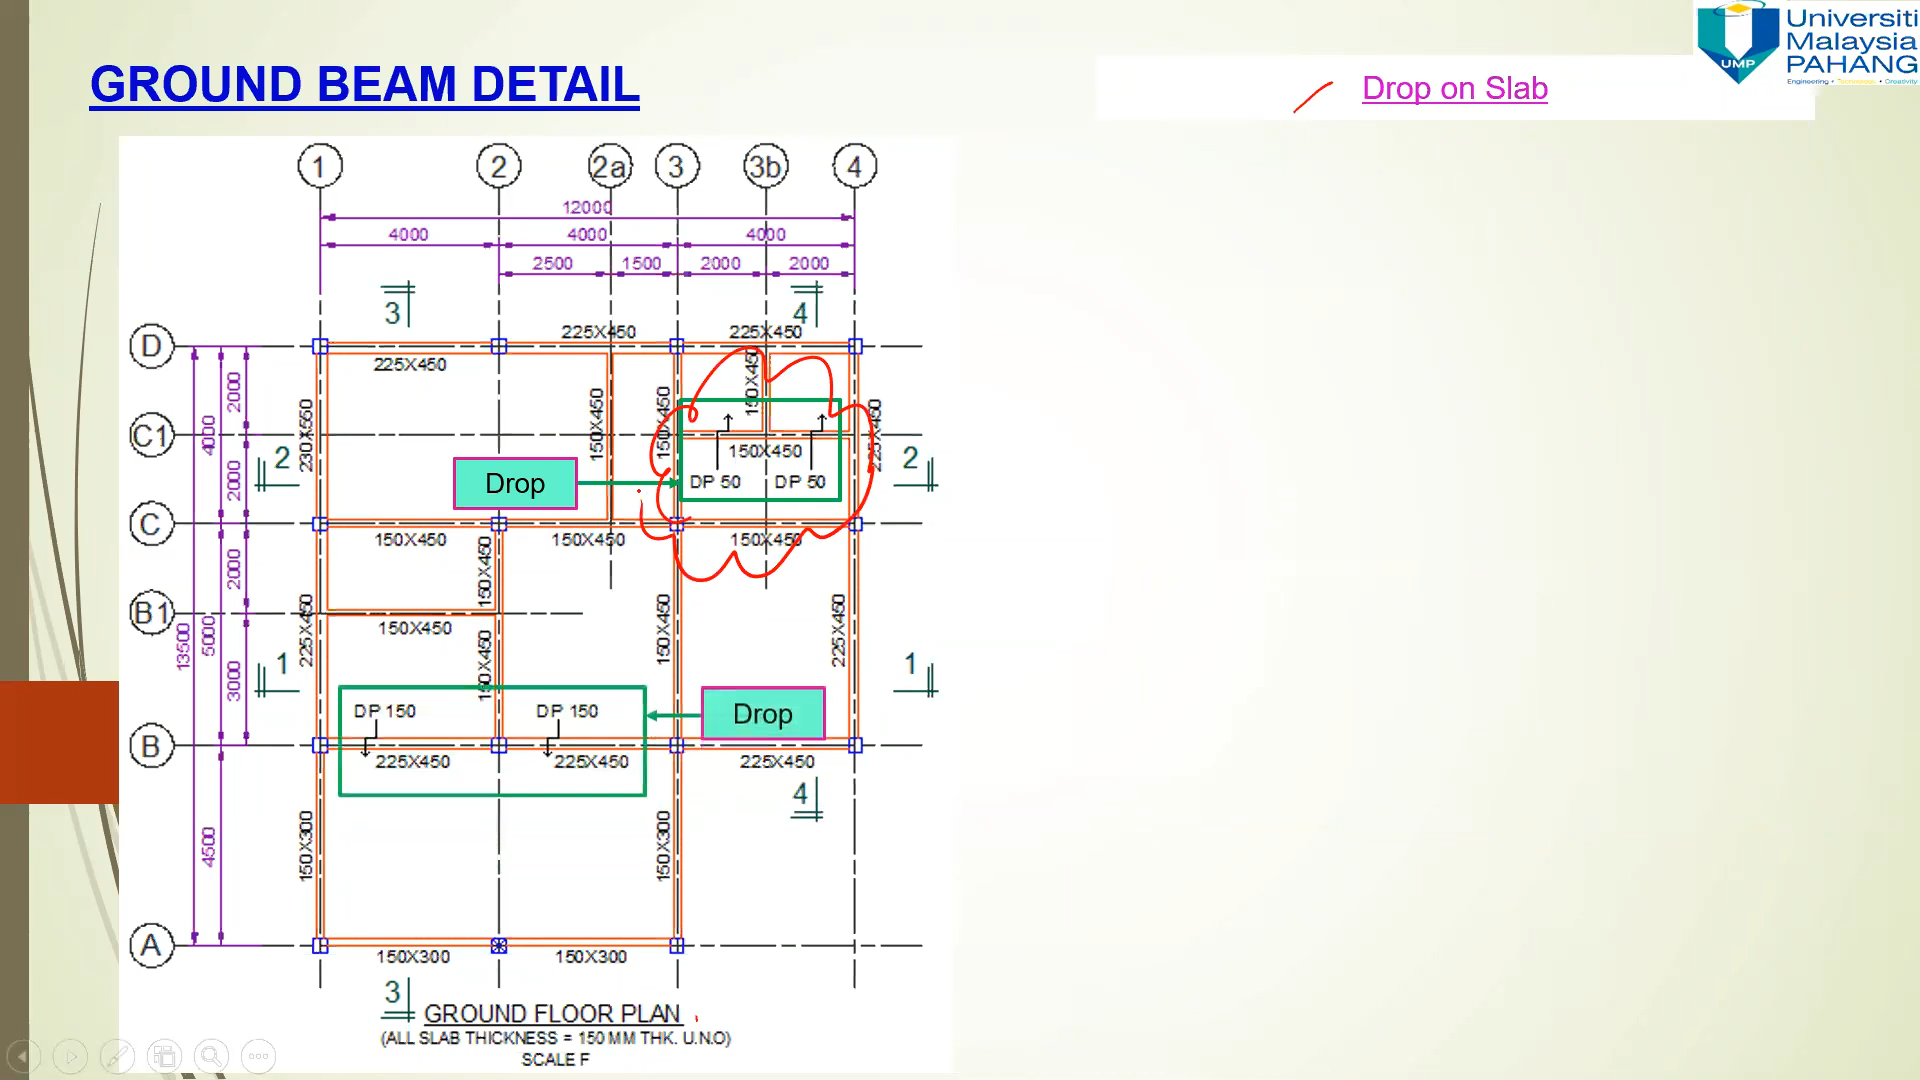 GROUND BEAM DETAIL
Drop on Slab
Universiti
Malaysia
PAHANG
UMP
Engineering • Technology • Creativity
1
2
2a
3
3b
4
12000
4000
4000
4000
2500
1500
2000
2000
3
4
D
225X450
225X450
225X450
2000
4000
230X550
150X450
150X450
150X450
225X450
C1
2
150X450
2
2000
Drop
DP 50
DP 50
C
150X450
150X450
150X450
2000
150X450
B1
13500
5000
225X450
150X450
150X450
225X450
1
150X450
1
3000
DP 150
DP 150
Drop
B
225X450
225X450
225X450
4
4500
150X300
150X300
A
150X300
150X300
3
GROUND FLOOR PLAN
(ALL SLAB THICKNESS = 150 MM THK. U.N.O)
SCALE F